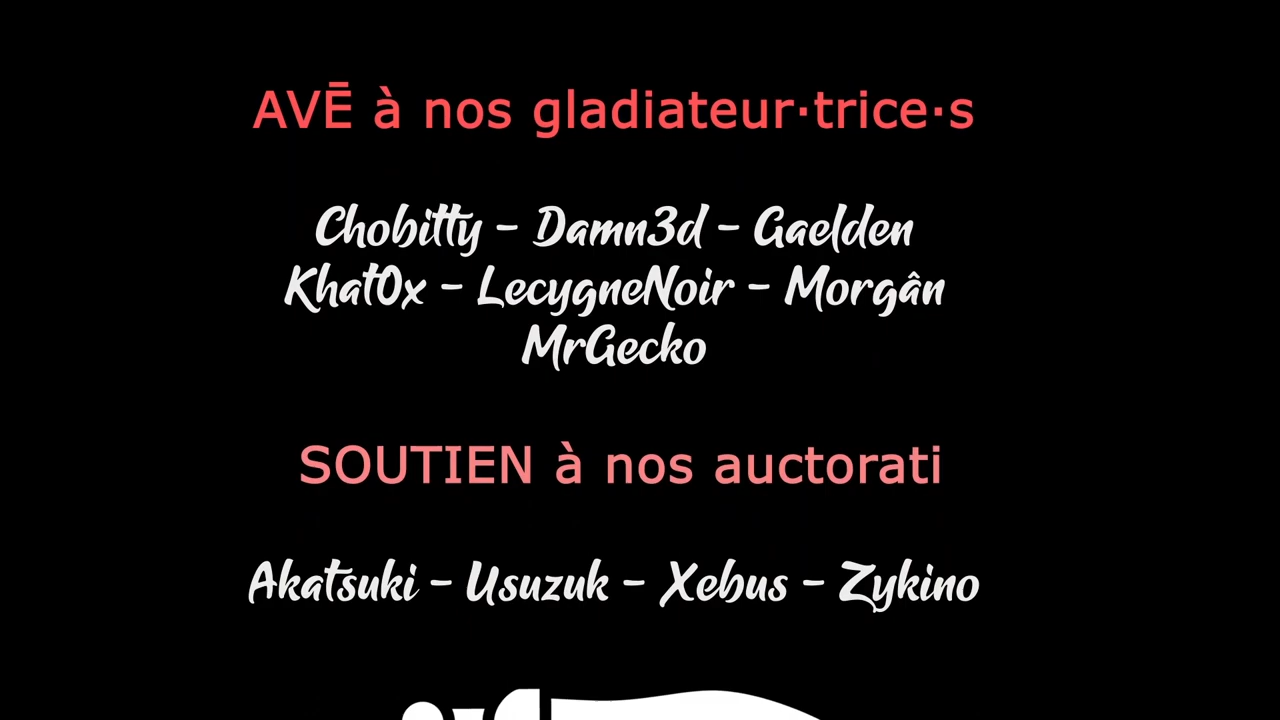 AVĒ à nos gladiateur·trice·s
Chobitty - Damn3d - Gaelden
Khat0x - LecygneNoir - Morgân
MrGecko
SOUTIEN à nos auctorati
Akatsuki - Usuzuk - Xebus - Zykino